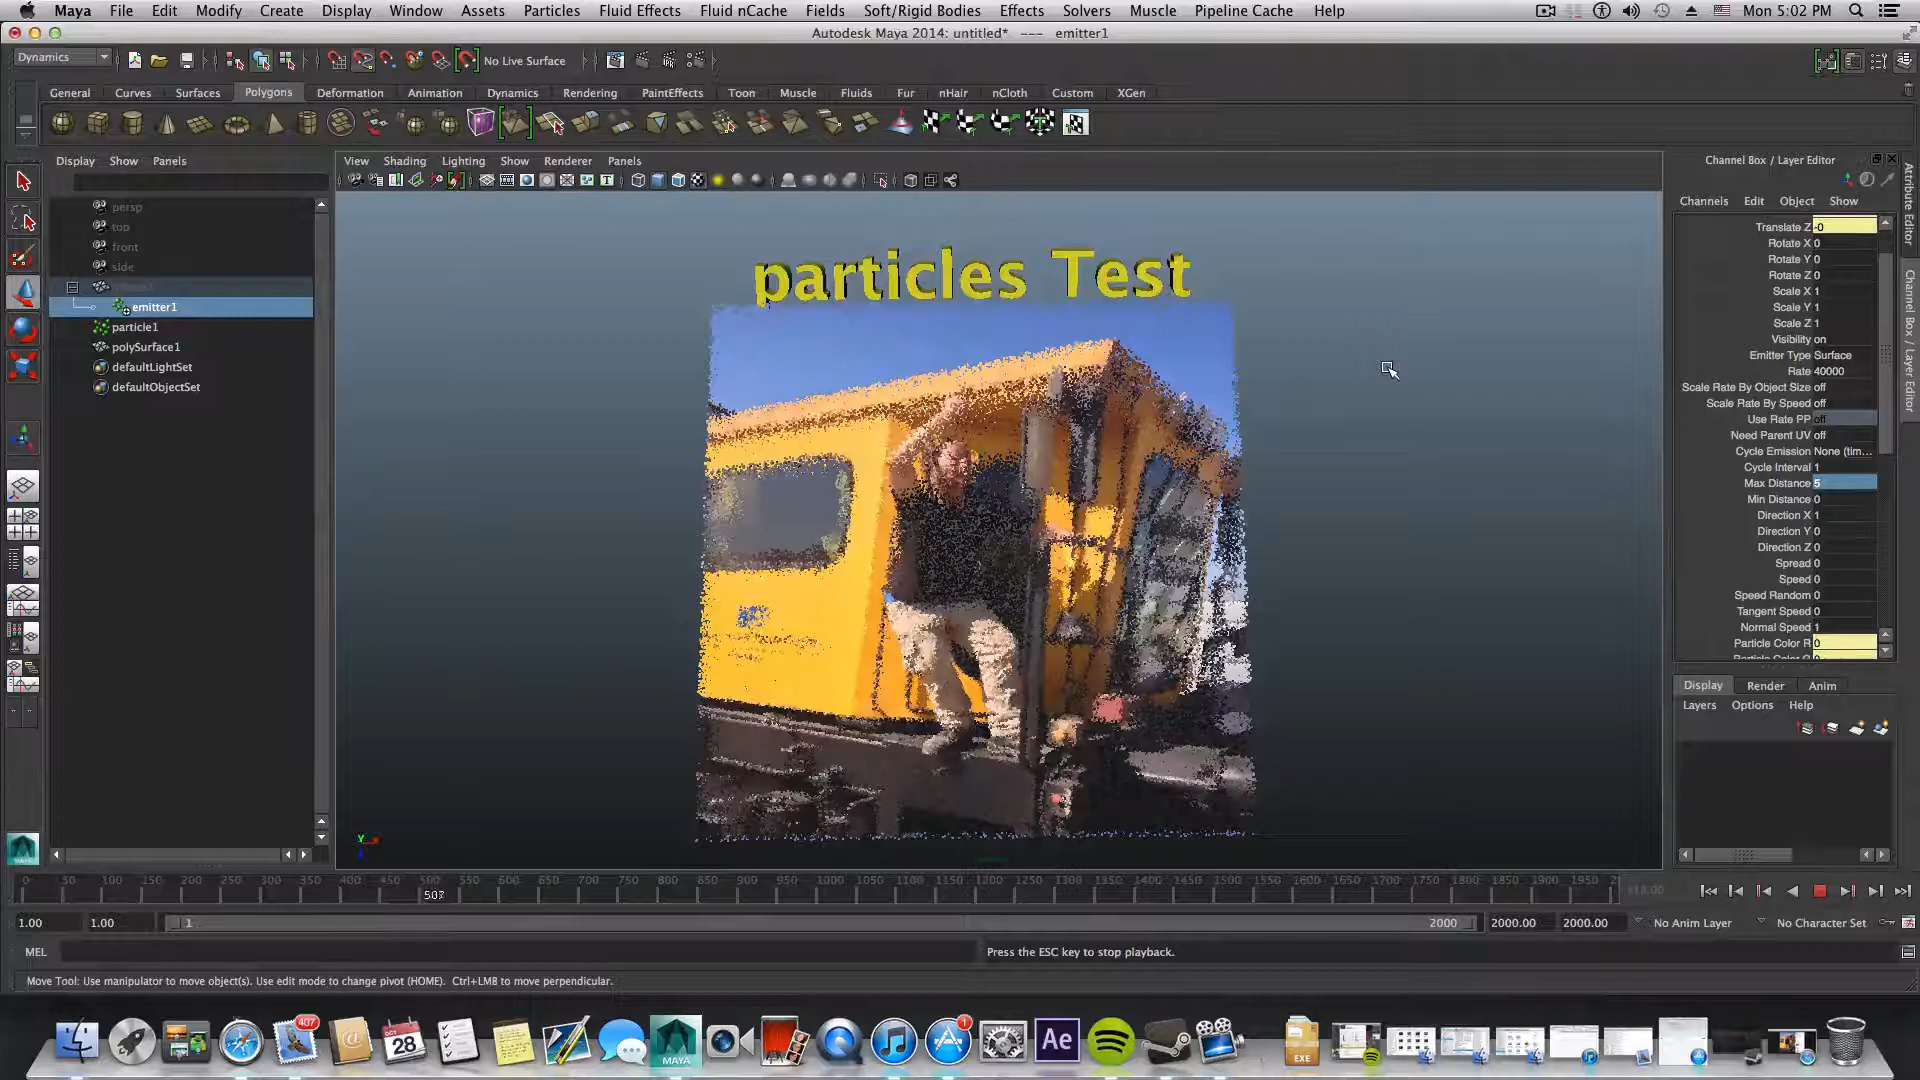 Maya File Edit Modify Create Display Window Assets Particles Fluid Effects Fluid nCache Fields Soft/Rigid Bodies Effects Solvers Muscle Pipeline Cache Help Mon 5:02 PM
Autodesk Maya 2014: untitled* --- emitter1
Dynamics No Live Surface
General Curves Surfaces Polygons Deformation Animation Dynamics Rendering PaintEffects Toon Muscle Fluids Fur nHair nCloth Custom XGen
Display Show Panels
View Shading Lighting Show Renderer Panels
persp
top
front
side
emitter1
particle1
polySurface1
defaultLightSet
defaultObjectSet
particles Test
Channel Box / Layer Editor
Channels Edit Object Show
Translate Z -0
Rotate X 0
Rotate Y 0
Rotate Z 0
Scale X 1
Scale Y 1
Scale Z 1
Visibility on
Emitter Type Surface
Rate 40000
Scale Rate By Object Size off
Scale Rate By Speed off
Use Rate PP off
Need Parent UV off
Cycle Emission None (tim...
Cycle Interval 1
Max Distance 5
Min Distance 0
Direction X 1
Direction Y 0
Direction Z 0
Spread 0
Speed 0
Speed Random 0
Tangent Speed 0
Normal Speed 1
Particle Color R 0
Attribute Editor
Channel Box / Layer Editor
Display Render Anim
Layers Options Help
0 50 100 150 200 250 300 350 400 450 500 550 600 650 700 750 800 850 900 950 1000 1050 1100 1150 1200 1250 1300 1350 1400 1450 1500 1550 1600 1650 1700 1750 1800 1850 1900 1950 2
507
1.00 1.00 1 2000 2000.00 2000.00 No Anim Layer No Character Set
MEL Press the ESC key to stop playback.
Move Tool: Use manipulator to move object(s). Use edit mode to change pivot (HOME). Ctrl+LMB to move perpendicular.
407
OCT
28
MAYA
1
Ae
EXE